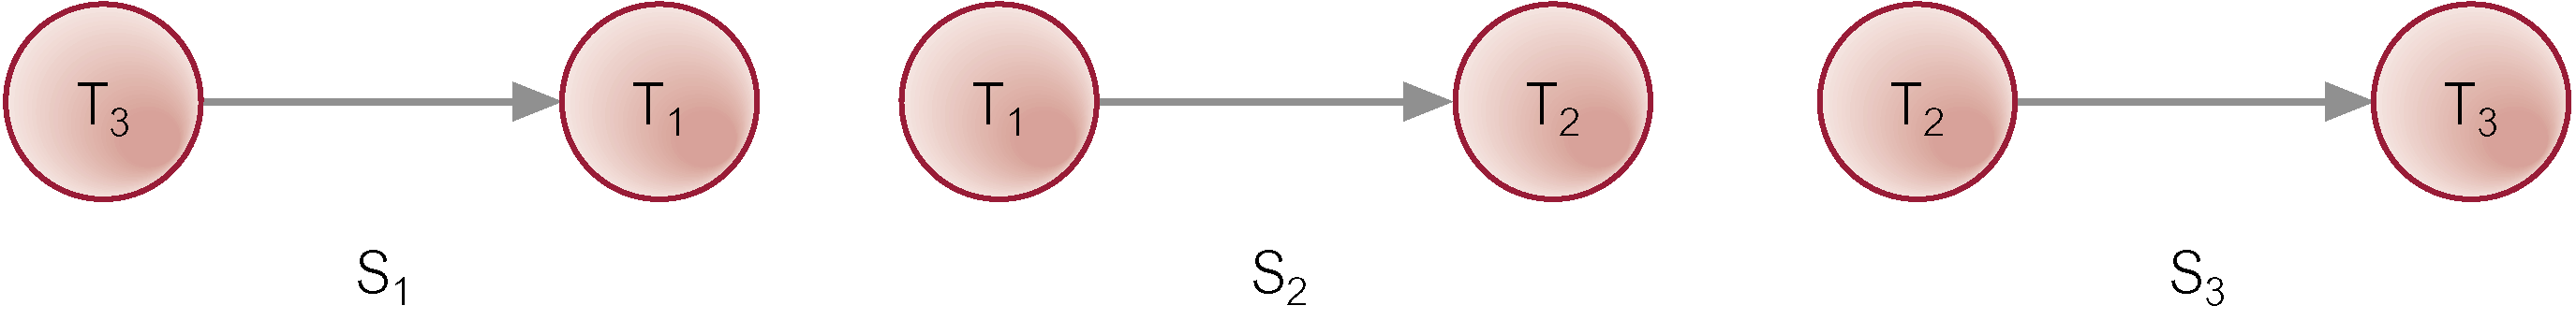 T₃ T₁ T₁ T₂ T₂ T₃
S₁ S₂ S₃